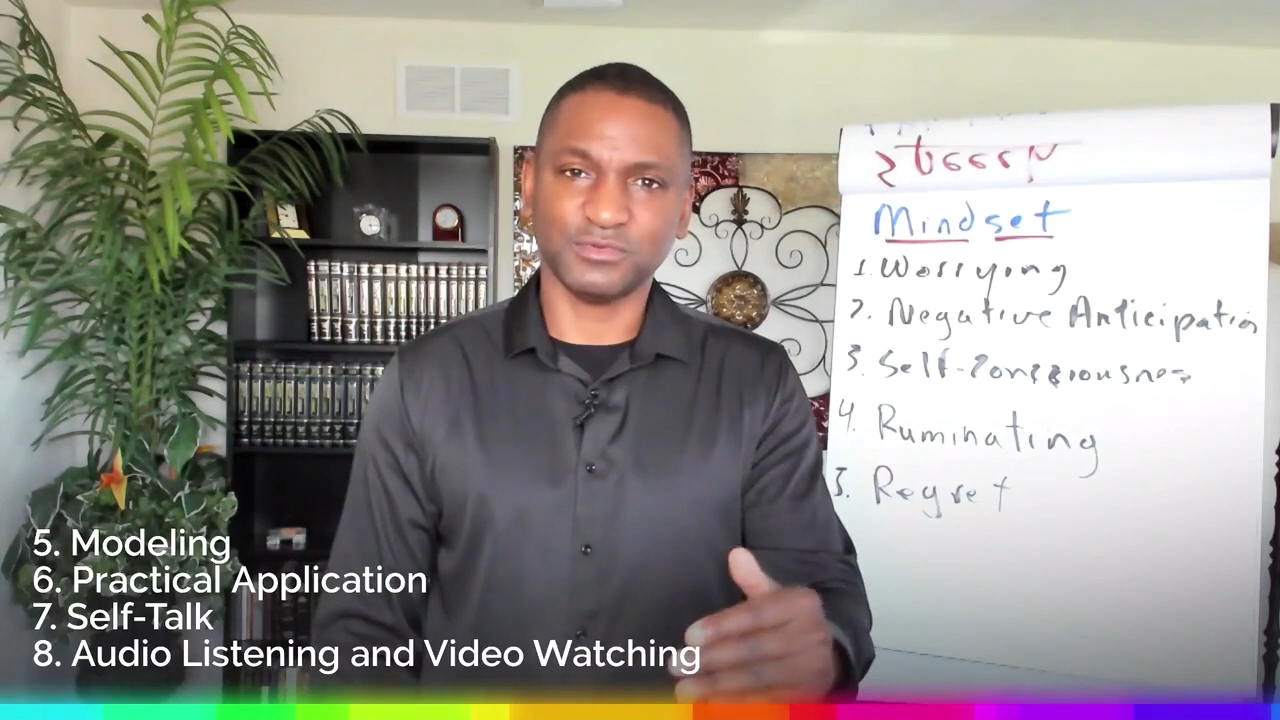 Mindset
1. Worrying
2. Negative Anticipation
3. Self-Consciousness
4. Ruminating
5. Regret
5. Modeling
6. Practical Application
7. Self-Talk
8. Audio Listening and Video Watching